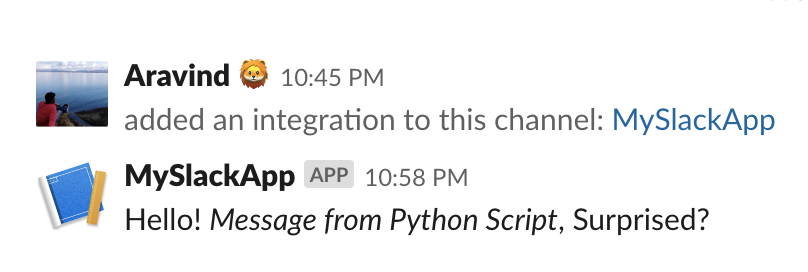 Aravind 🦁 10:45 PM
added an integration to this channel: MySlackApp
MySlackApp APP 10:58 PM
Hello! Message from Python Script, Surprised?